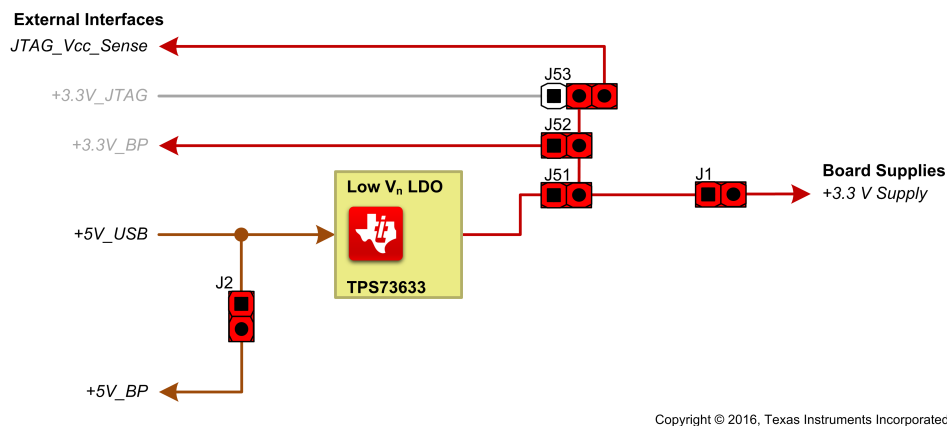 External Interfaces
JTAG_Vcc_Sense
J53
+3.3V_JTAG
J52
+3.3V_BP
J51
J1
Board Supplies
+3.3 V Supply
Low Vn LDO
+5V_USB
TPS73633
J2
+5V_BP
Copyright © 2016, Texas Instruments Incorporated